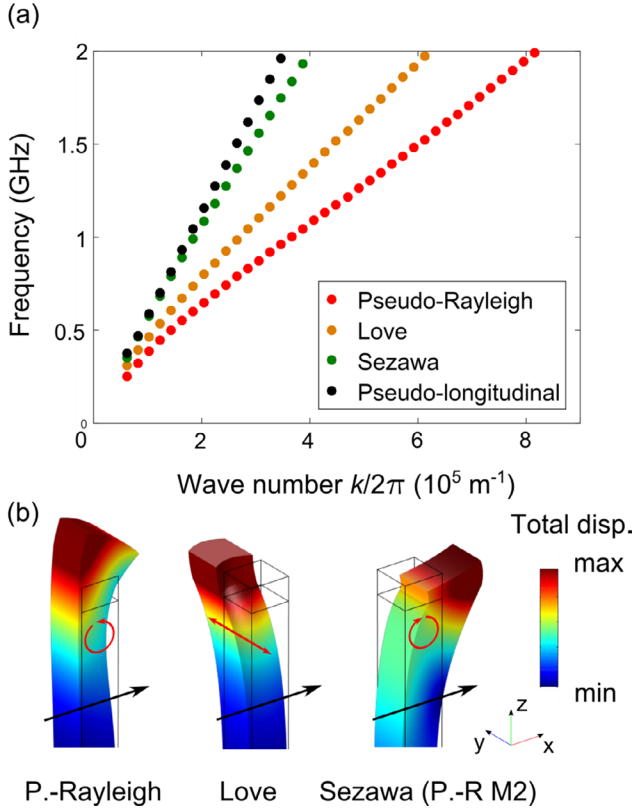 (a)
2
1.5
1
0.5
0
Frequency (GHz)
Pseudo-Rayleigh
Love
Sezawa
Pseudo-longitudinal
0 2 4 6 8
Wave number k/2π (10⁵ m⁻¹)
(b)
Total disp.
max
min
z
y
x
P.-Rayleigh Love Sezawa (P.-R M2)